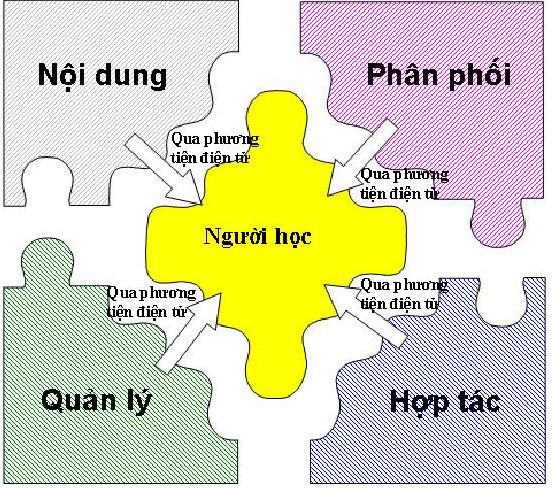 Nội dung
Phân phối
Qua phương
tiện điện tử
Qua phương
tiện điện tử
Người học
Qua phương
tiện điện tử
Qua phương
tiện điện tử
Quản lý
Hợp tác